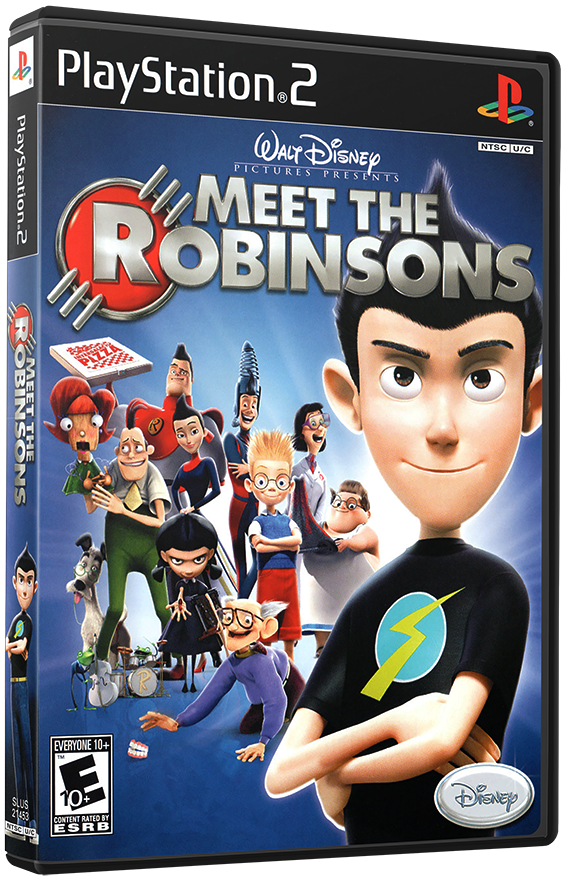 PlayStation®2
NTSC U/C
WALT DISNEY
PICTURES PRESENTS
MEET THE
ROBINSONS
PIZZA
R
EVERYONE 10+
E
10+
CONTENT RATED BY
ESRB
Disney
PlayStation®2
MEET THE
ROBINSONS
SLUS
NTSC U/C